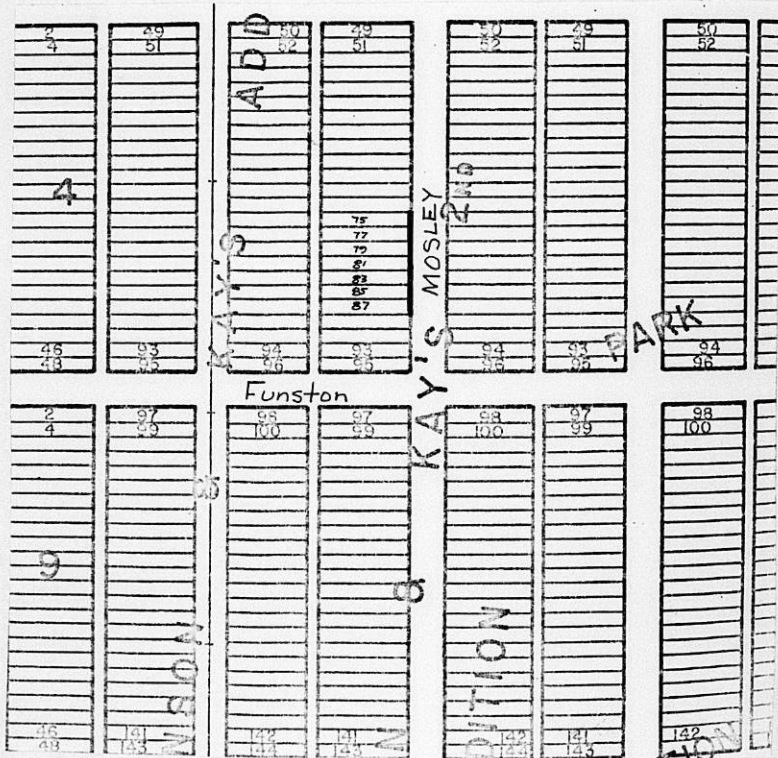 2 49 50 49 50 49 50
4 51 52 51 52 51 52
ADD
4
2ND
MOSLEY
KAY'S
75
77
79
81
83
85
87
KAY'S
PARK
46 93 94 93 94 93 94
48 95 96 95 96 95 96
Funston
2 97 98 97 98 97 98
4 99 100 99 100 99 100
&
9
&
NSON
N
DITION
TION
46 141 142 141 142 141 142
48 143 144 143 144 143